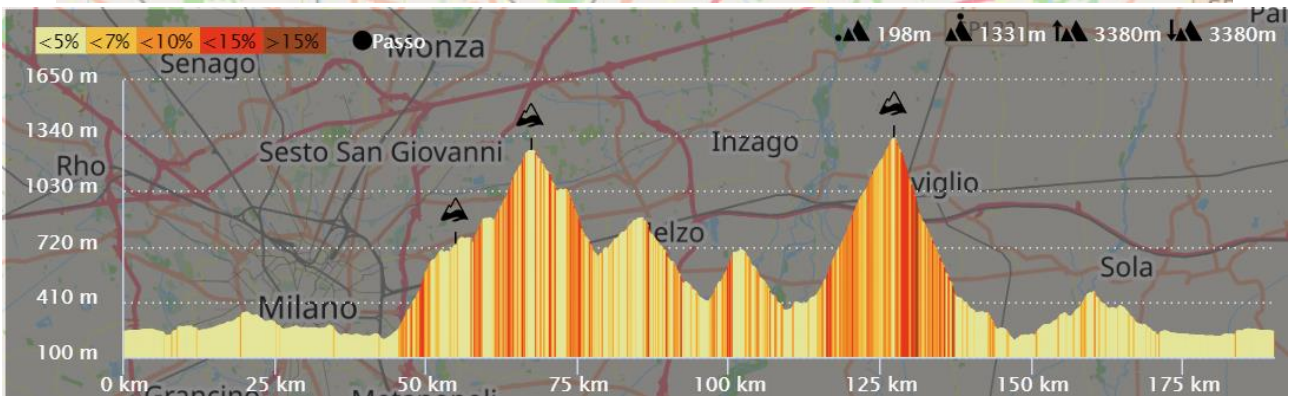 <5% <7% <10% <15% >15% Passo 198m 1331m 3380m 3380m
Monza
Senago
1650 m
1340 m
Inzago
Sesto San Giovanni
Rho
1030 m
viglio
720 m
elzo
Sola
410 m
Milano
100 m
0 km 25 km 50 km 75 km 100 km 125 km 150 km 175 km